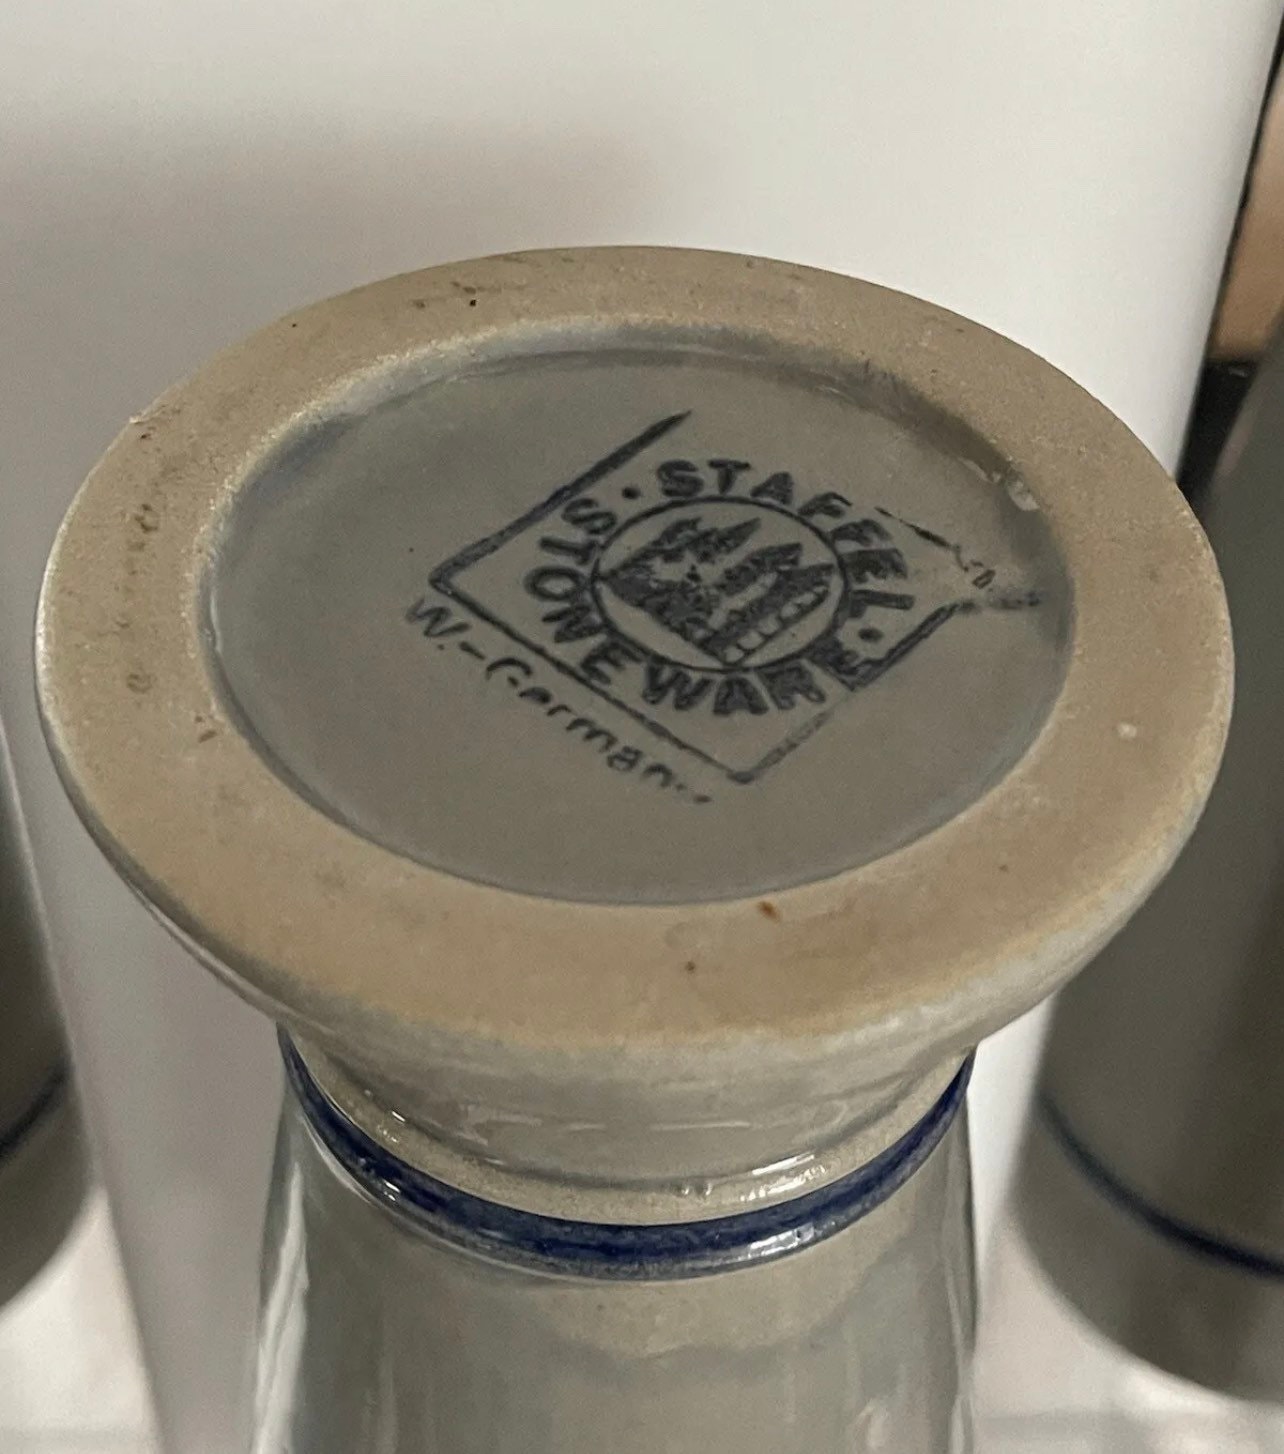 · STAFFEL ·
STONEWARE
W.-Germany